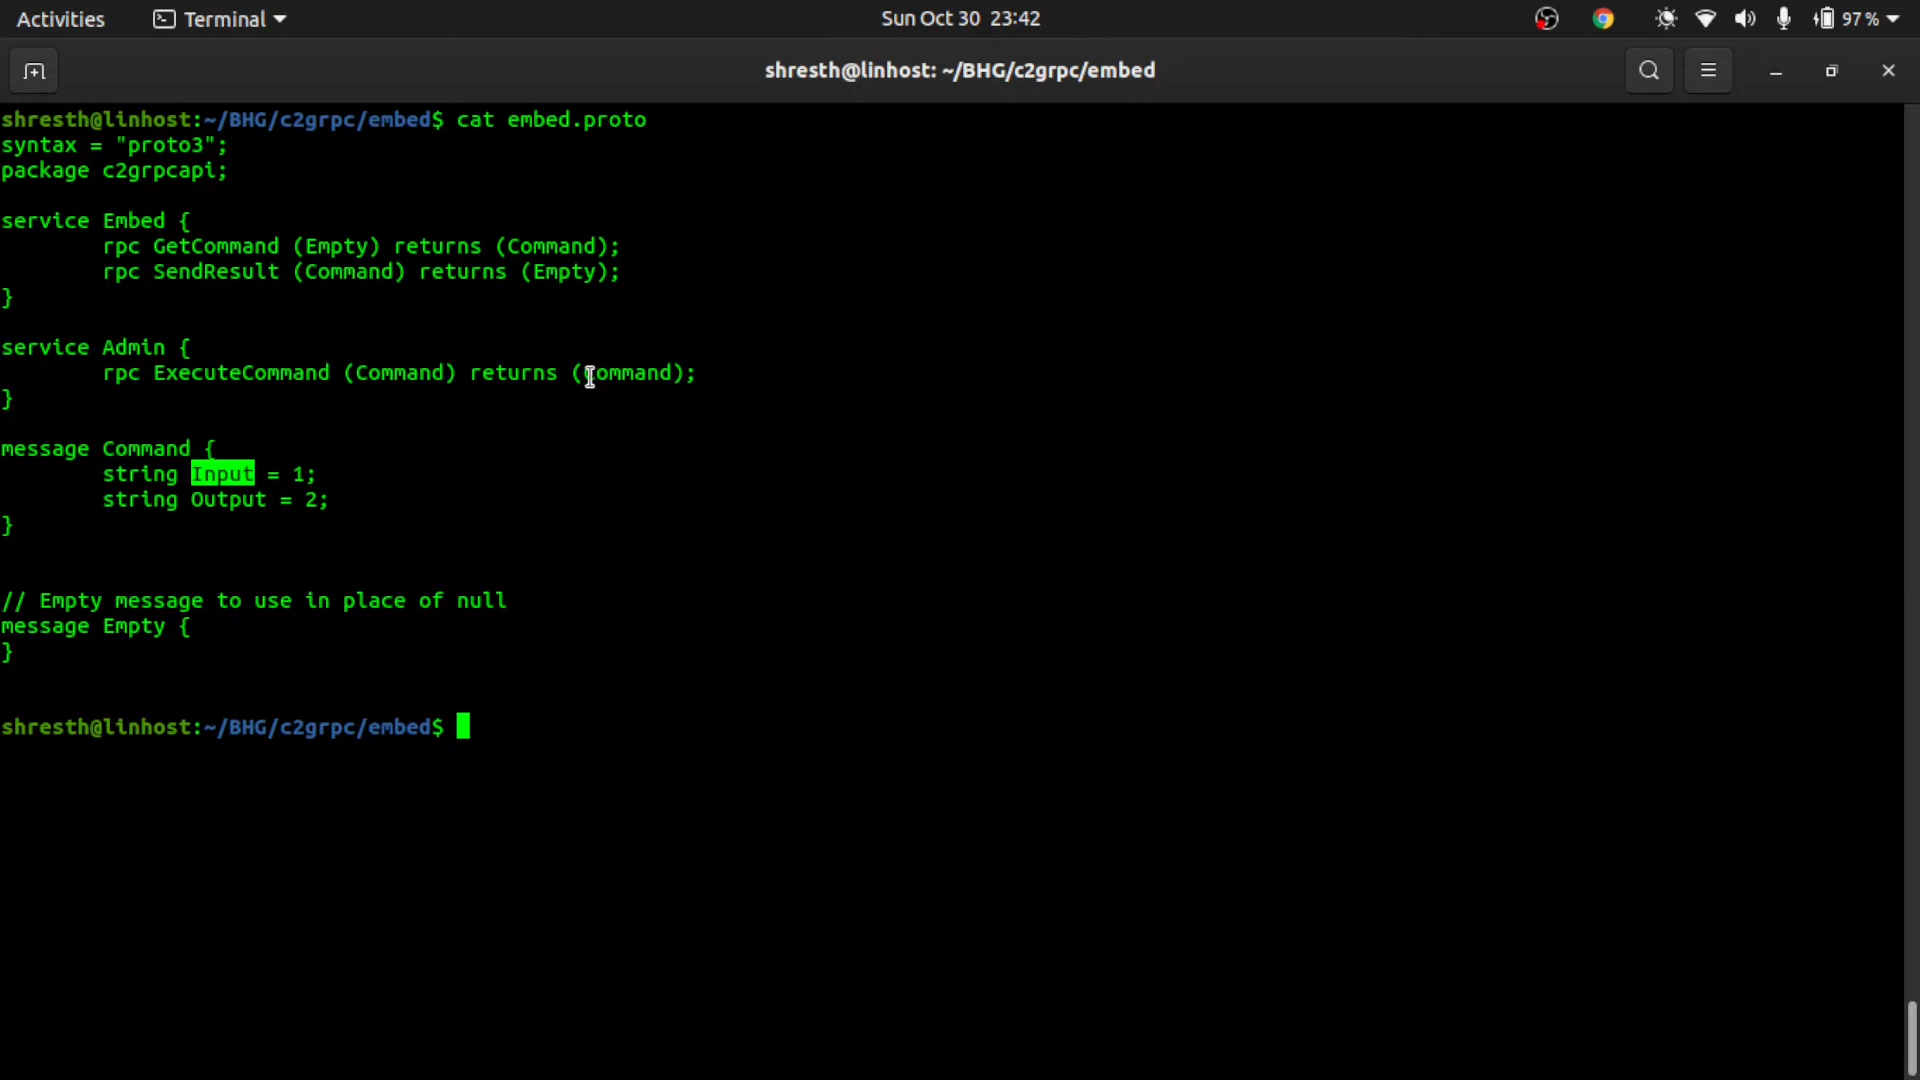 Activities Terminal Sun Oct 30 23:42 97 %
shresth@linhost: ~/BHG/c2grpc/embed
shresth@linhost:~/BHG/c2grpc/embed$ cat embed.proto
syntax = "proto3";
package c2grpcapi;
service Embed {
rpc GetCommand (Empty) returns (Command);
rpc SendResult (Command) returns (Empty);
}
service Admin {
rpc ExecuteCommand (Command) returns (Command);
}
message Command {
string Input = 1;
string Output = 2;
}
// Empty message to use in place of null
message Empty {
}
shresth@linhost:~/BHG/c2grpc/embed$